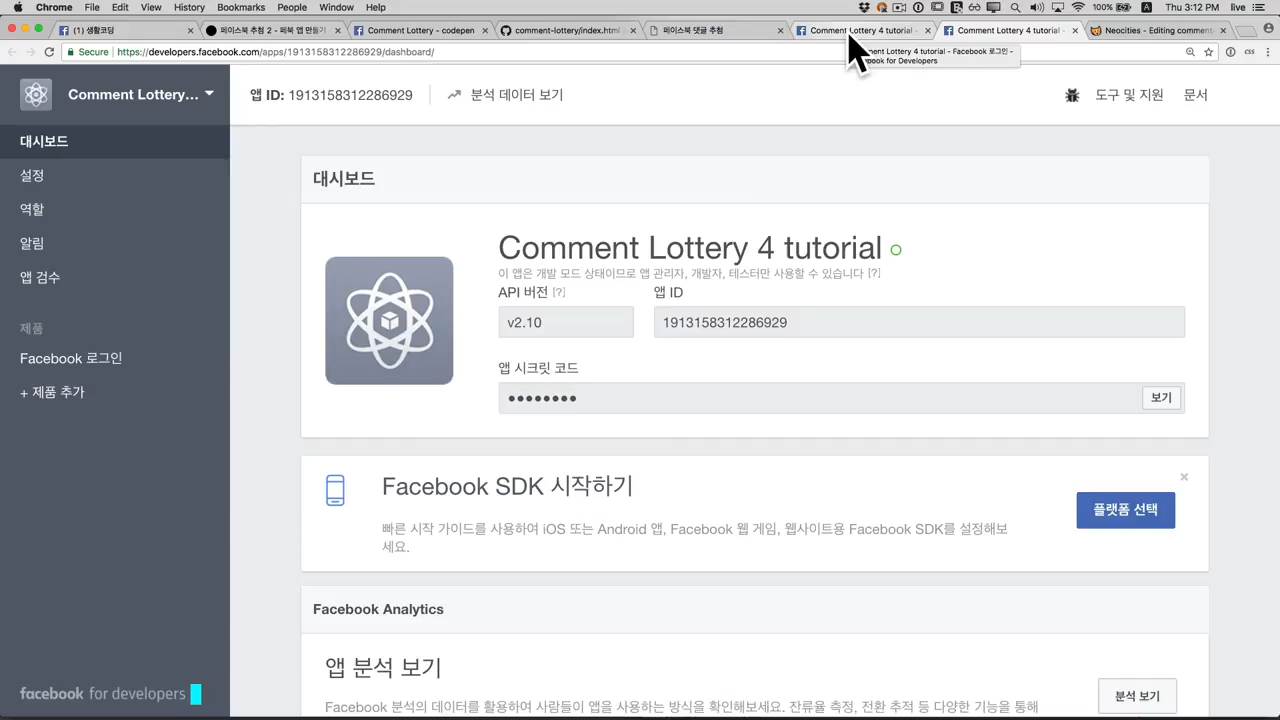 Chrome File Edit View History Bookmarks People Window Help 100% A Thu 3:12 PM live
(1) 생활코딩
페이스북 추첨 2 - 페북 앱 만들기
Comment Lottery - codepen
comment-lottery/index.html
페이스북 댓글 추첨
Comment Lottery 4 tutorial -
Comment Lottery 4 tutorial -
Neocities - Editing comment
Secure https://developers.facebook.com/apps/1913158312286929/dashboard/
mment Lottery 4 tutorial - Facebook 로그인 -
ook for Developers
Comment Lottery...
앱 ID: 1913158312286929
분석 데이터 보기
도구 및 지원
문서
대시보드
설정
역할
알림
앱 검수
제품
Facebook 로그인
+ 제품 추가
facebook for developers
대시보드
Comment Lottery 4 tutorial
이 앱은 개발 모드 상태이므로 앱 관리자, 개발자, 테스터만 사용할 수 있습니다 [?]
API 버전 [?]
앱 ID
v2.10
1913158312286929
앱 시크릿 코드
●●●●●●●●
보기
Facebook SDK 시작하기
빠른 시작 가이드를 사용하여 iOS 또는 Android 앱, Facebook 웹 게임, 웹사이트용 Facebook SDK를 설정해보
세요.
플랫폼 선택
Facebook Analytics
앱 분석 보기
Facebook 분석의 데이터를 활용하여 사람들이 앱을 사용하는 방식을 확인해보세요. 잔류율 측정, 전환 추적 등 다양한 기능을 통해
분석 보기